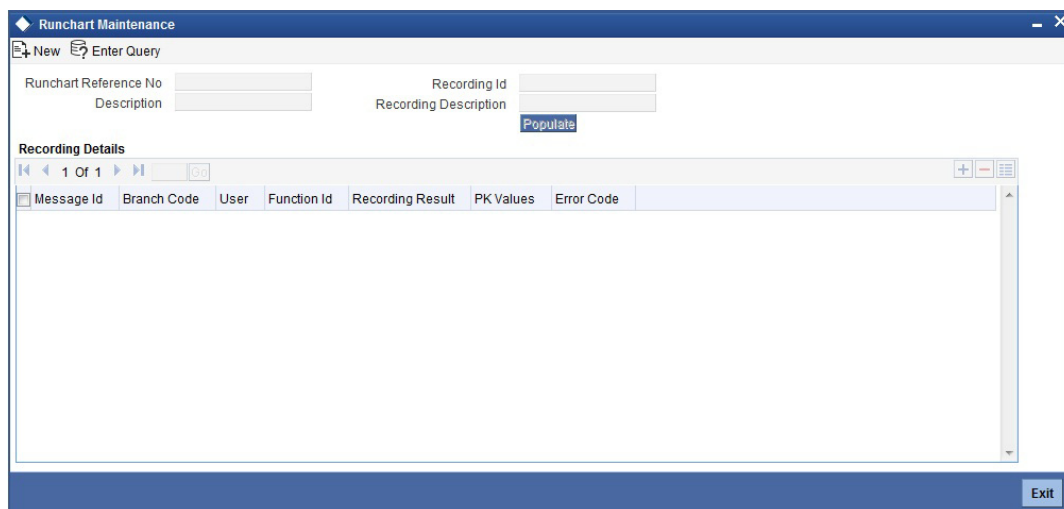 Runchart Maintenance
New Enter Query
Runchart Reference No
Recording Id
Description
Recording Description
Populate
Recording Details
1 Of 1 Go
Message Id Branch Code User Function Id Recording Result PK Values Error Code
Exit